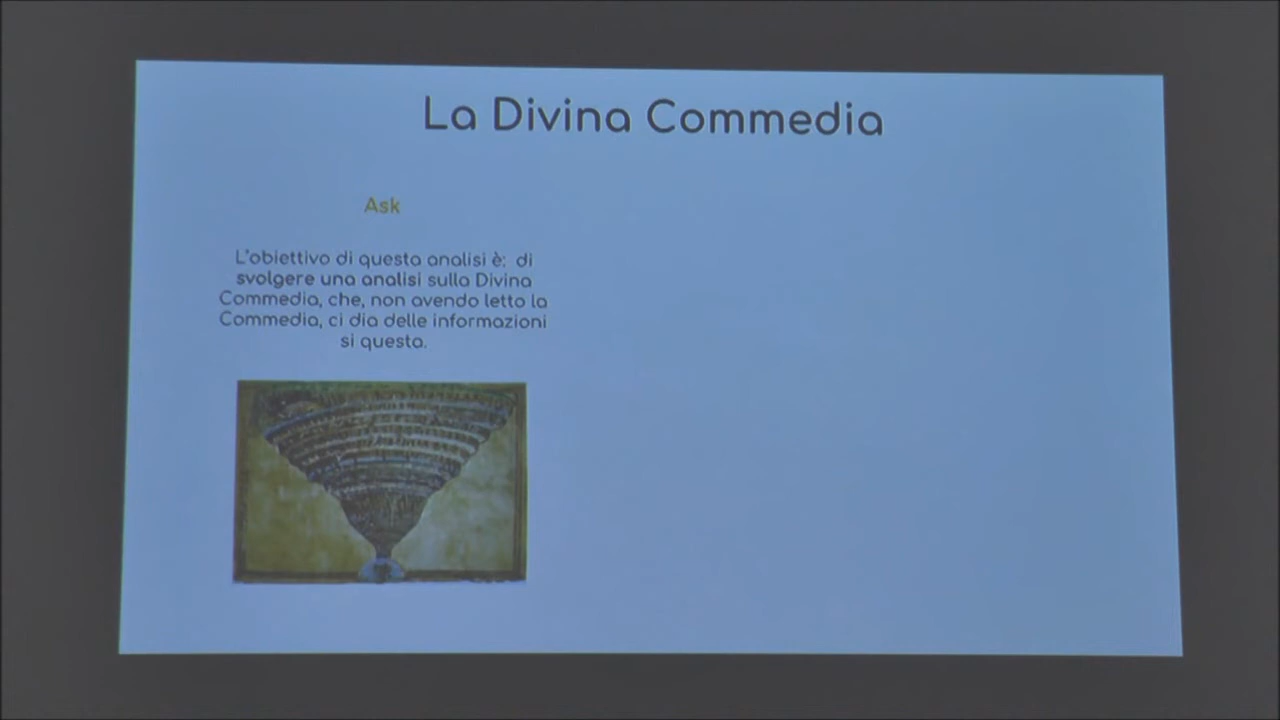 La Divina Commedia
Ask
L'obiettivo di questa analisi è: di
svolgere una analisi sulla Divina
Commedia, che, non avendo letto la
Commedia, ci dia delle informazioni
si questa.